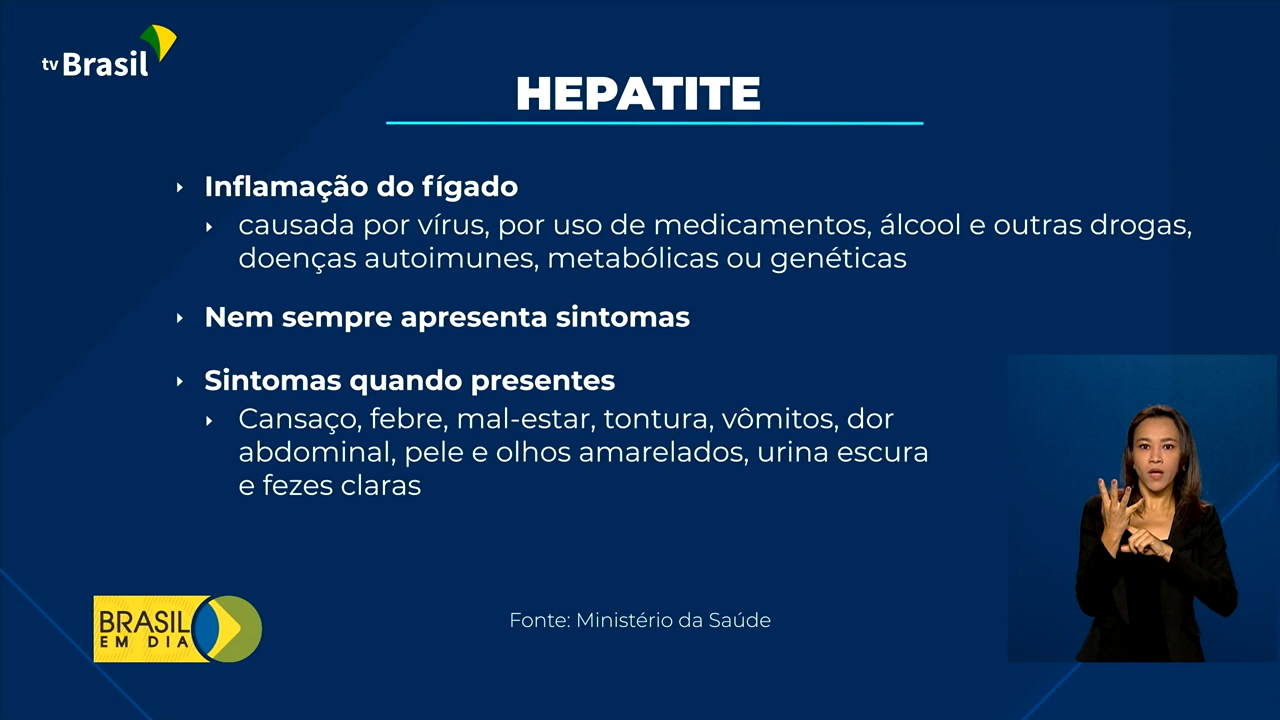 tv Brasil
HEPATITE
Inflamação do fígado
causada por vírus, por uso de medicamentos, álcool e outras drogas,
doenças autoimunes, metabólicas ou genéticas
Nem sempre apresenta sintomas
Sintomas quando presentes
Cansaço, febre, mal-estar, tontura, vômitos, dor
abdominal, pele e olhos amarelados, urina escura
e fezes claras
BRASIL
EM DIA
Fonte: Ministério da Saúde